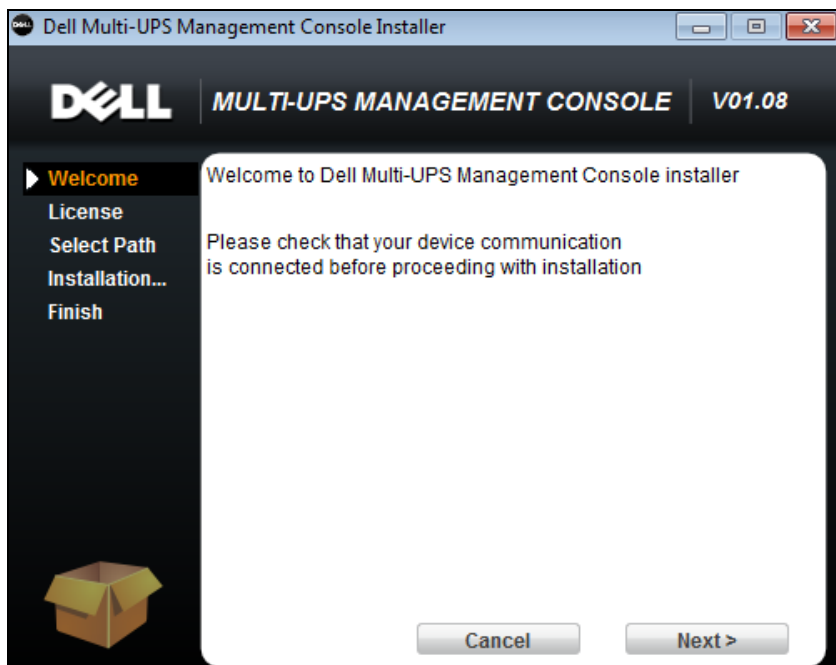 Dell Multi-UPS Management Console Installer
DELL MULTI-UPS MANAGEMENT CONSOLE V01.08
Welcome
License
Select Path
Installation...
Finish
Welcome to Dell Multi-UPS Management Console installer
Please check that your device communication
is connected before proceeding with installation
Cancel Next >